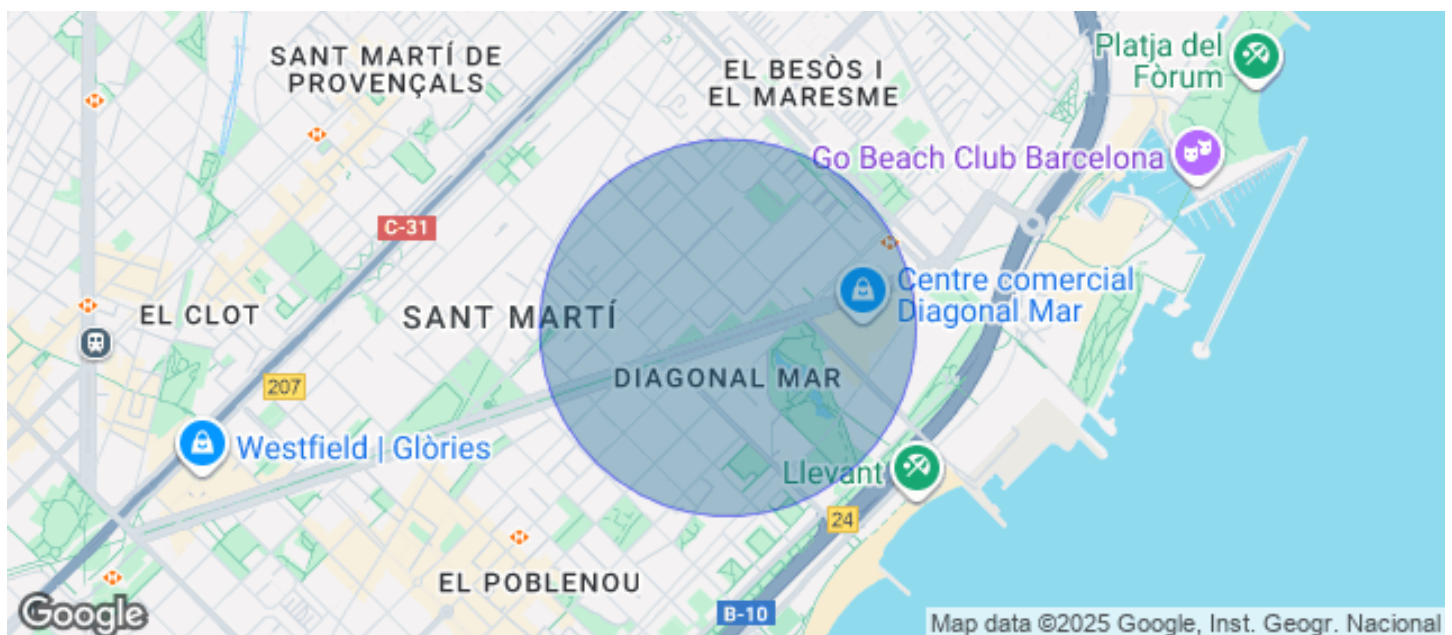 SANT MARTÍ DE
PROVENÇALS
EL BESÒS I
EL MARESME
Platja del
Fòrum
Go Beach Club Barcelona
C-31
Centre comercial
Diagonal Mar
EL CLOT
SANT MARTÍ
DIAGONAL MAR
207
Westfield | Glòries
Llevant
24
EL POBLENOU
B-10
Google
Map data ©2025 Google, Inst. Geogr. Nacional